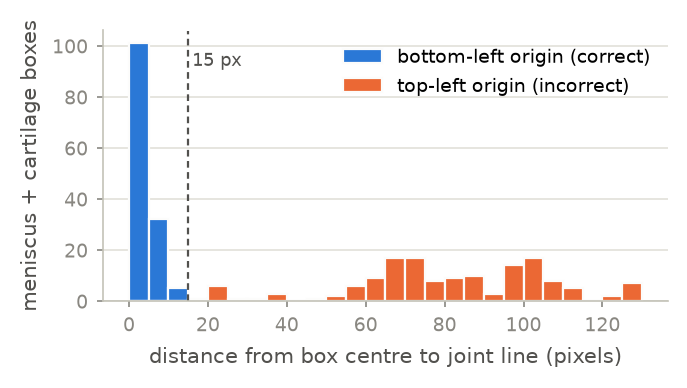 meniscus + cartilage boxes
100
80
60
40
20
0
15 px
bottom-left origin (correct)
top-left origin (incorrect)
0 20 40 60 80 100 120
distance from box centre to joint line (pixels)